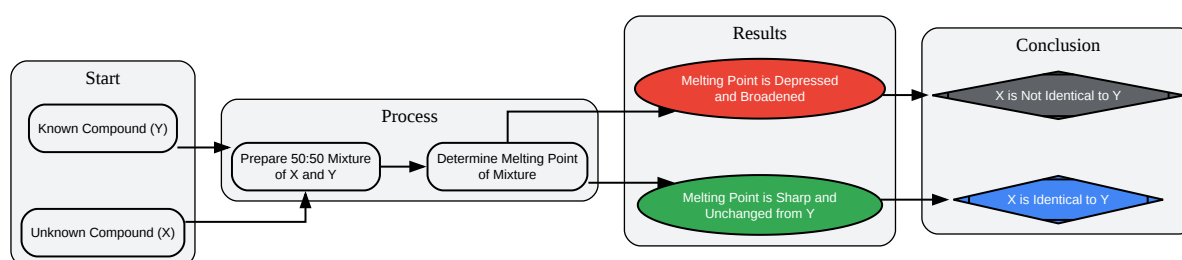 Start
Known Compound (Y)
Unknown Compound (X)
Process
Prepare 50:50 Mixture
of X and Y
Determine Melting Point
of Mixture
Results
Melting Point is Depressed
and Broadened
Melting Point is Sharp and
Unchanged from Y
Conclusion
X is Not Identical to Y
X is Identical to Y